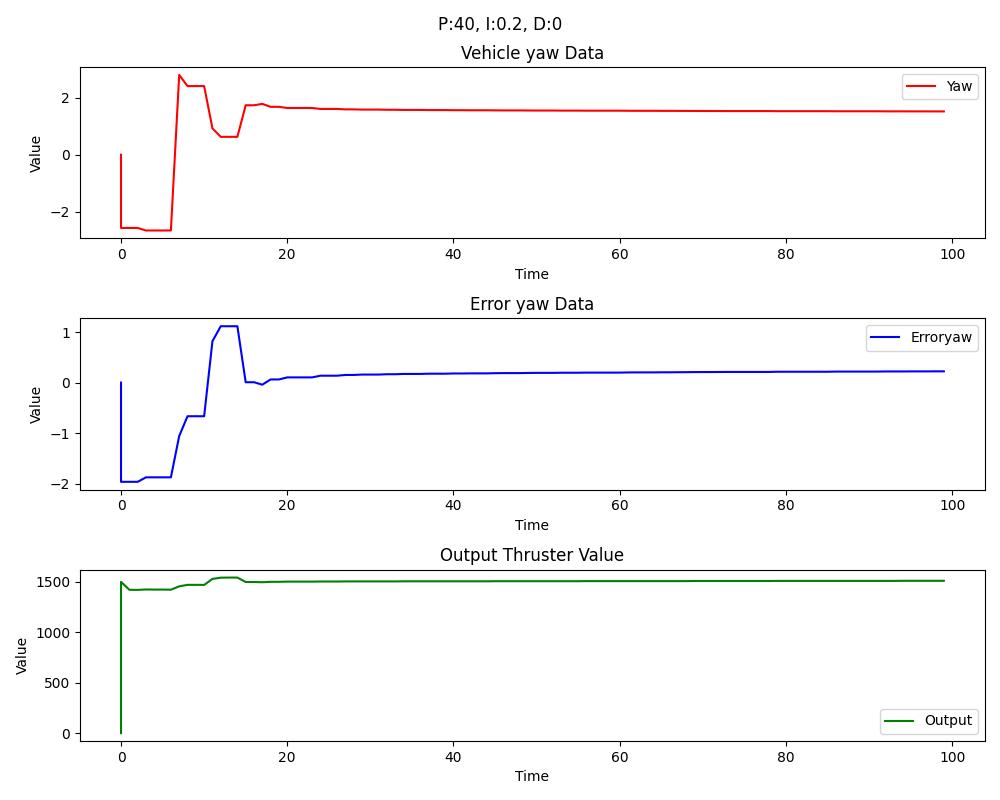 P:40, I:0.2, D:0
Vehicle yaw Data
Yaw
2
0
−2
Value
0 20 40 60 80 100
Time
Error yaw Data
Erroryaw
1
0
−1
−2
Value
0 20 40 60 80 100
Time
Output Thruster Value
1500
1000
500
0
Value
Output
0 20 40 60 80 100
Time